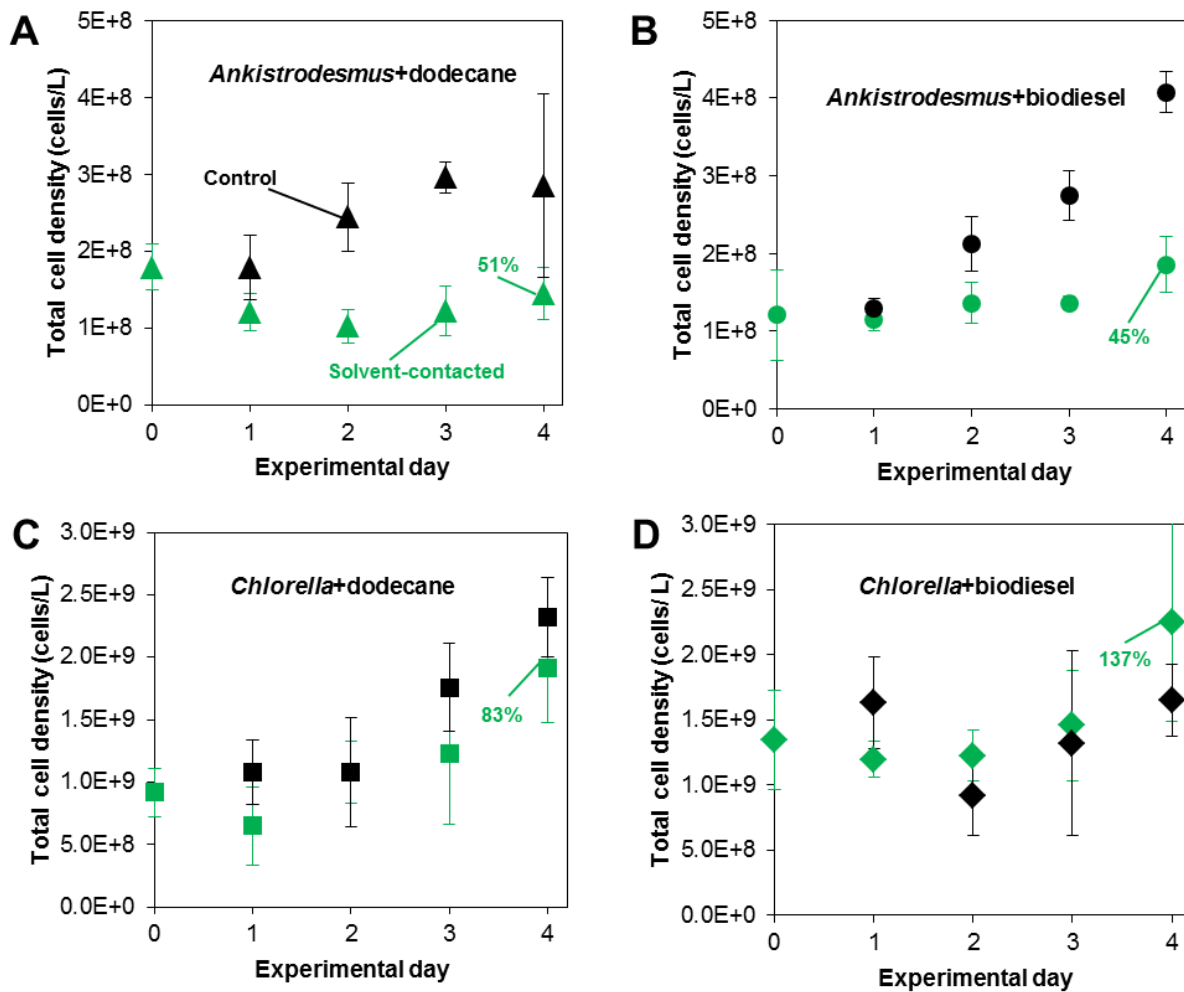 A
Total cell density (cells/L)
5E+8
4E+8
3E+8
2E+8
1E+8
0E+0
Ankistrodesmus+dodecane
Control
51%
Solvent-contacted
0 1 2 3 4
Experimental day
B
Total cell density (cells/L)
5E+8
4E+8
3E+8
2E+8
1E+8
0E+0
Ankistrodesmus+biodiesel
45%
0 1 2 3 4
Experimental day
C
Total cell density (cells/L)
3.0E+9
2.5E+9
2.0E+9
1.5E+9
1.0E+9
5.0E+8
0.0E+0
Chlorella+dodecane
83%
0 1 2 3 4
Experimental day
D
Total cell density (cells/ L)
3.0E+9
2.5E+9
2.0E+9
1.5E+9
1.0E+9
5.0E+8
0.0E+0
Chlorella+biodiesel
137%
0 1 2 3 4
Experimental day